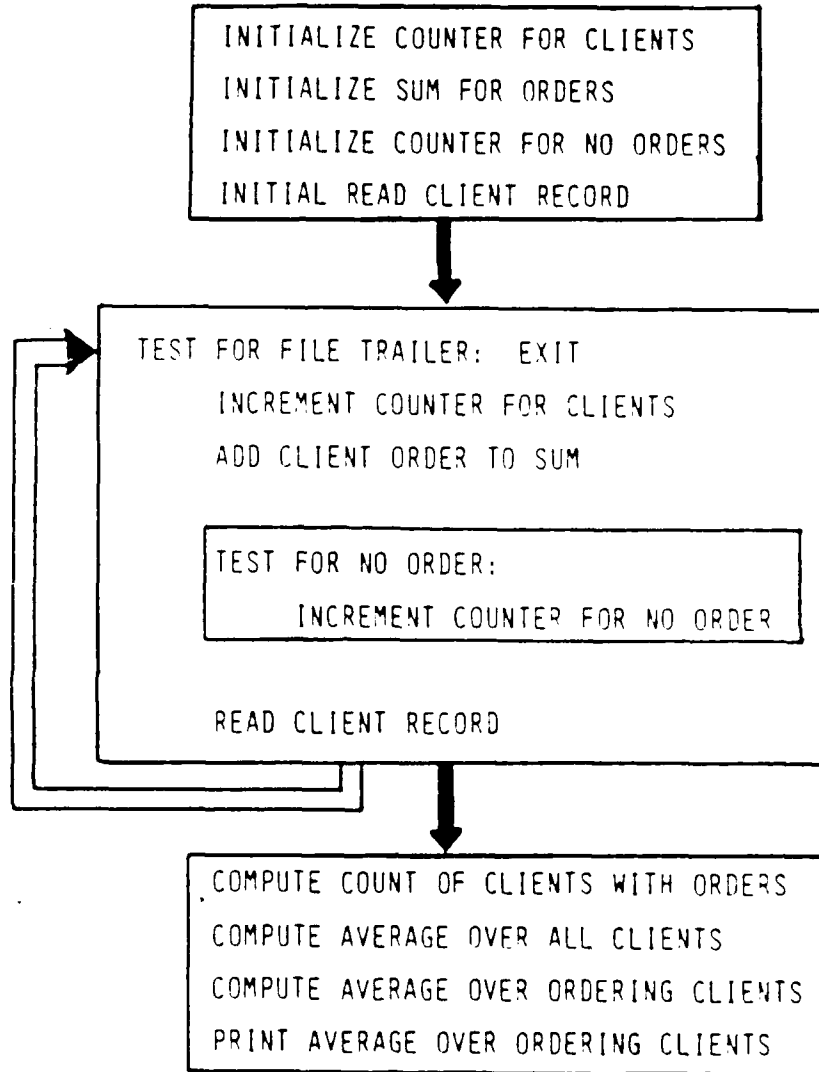 INITIALIZE COUNTER FOR CLIENTS
INITIALIZE SUM FOR ORDERS
INITIALIZE COUNTER FOR NO ORDERS
INITIAL READ CLIENT RECORD
TEST FOR FILE TRAILER: EXIT
INCREMENT COUNTER FOR CLIENTS
ADD CLIENT ORDER TO SUM
TEST FOR NO ORDER:
INCREMENT COUNTER FOR NO ORDER
READ CLIENT RECORD
COMPUTE COUNT OF CLIENTS WITH ORDERS
COMPUTE AVERAGE OVER ALL CLIENTS
COMPUTE AVERAGE OVER ORDERING CLIENTS
PRINT AVERAGE OVER ORDERING CLIENTS